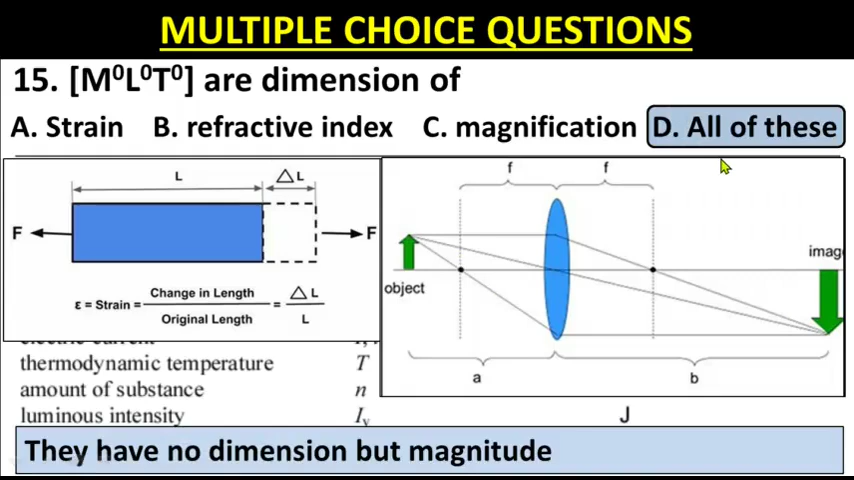 MULTIPLE CHOICE QUESTIONS
15. [M⁰L⁰T⁰] are dimension of
A. Strain B. refractive index C. magnification D. All of these
L △L
F F
ε = Strain = Change in Length / Original Length = △L / L
f f
object
imag
a b
thermodynamic temperature T
amount of substance n
luminous intensity Iᵥ
J
They have no dimension but magnitude